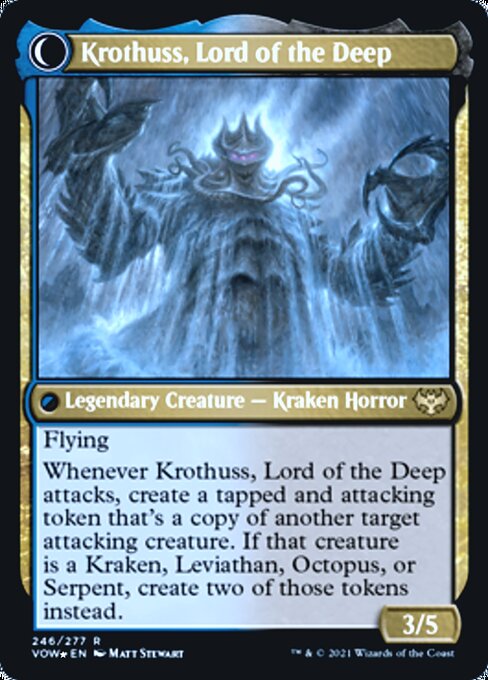 Krothuss, Lord of the Deep
Legendary Creature — Kraken Horror
Flying
Whenever Krothuss, Lord of the Deep
attacks, create a tapped and attacking
token that's a copy of another target
attacking creature. If that creature
is a Kraken, Leviathan, Octopus, or
Serpent, create two of those tokens
instead.
3/5
246/277 R
VOW★EN Matt Stewart
™ & © 2021 Wizards of the Coast